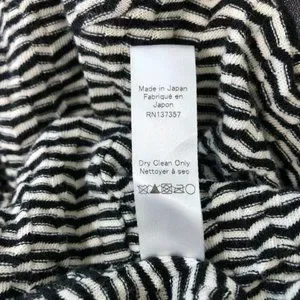 Made in Japan
Fabriqué en
Japon
RN137357
Dry Clean Only
Nettoyer à sec